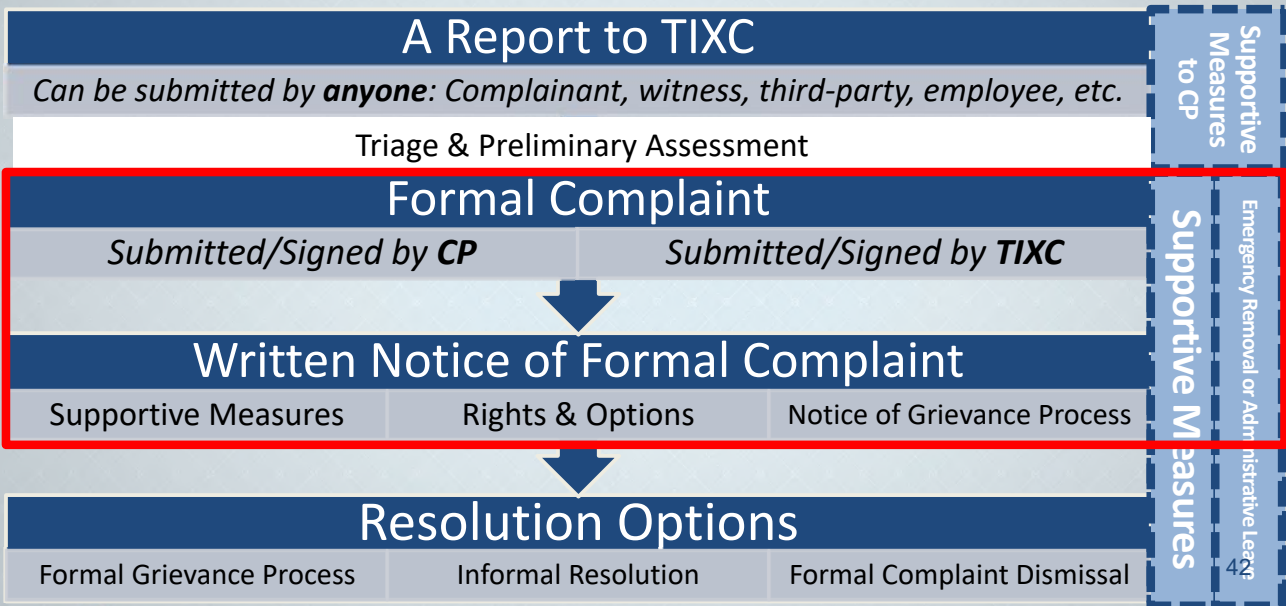 A Report to TIXC
Can be submitted by anyone: Complainant, witness, third-party, employee, etc.
Triage & Preliminary Assessment
Supportive
Measures
to CP
Formal Complaint
Submitted/Signed by CP
Submitted/Signed by TIXC
Written Notice of Formal Complaint
Supportive Measures
Rights & Options
Notice of Grievance Process
Resolution Options
Formal Grievance Process
Informal Resolution
Formal Complaint Dismissal
Supportive Measures
Emergency Removal or Administrative Leave
42